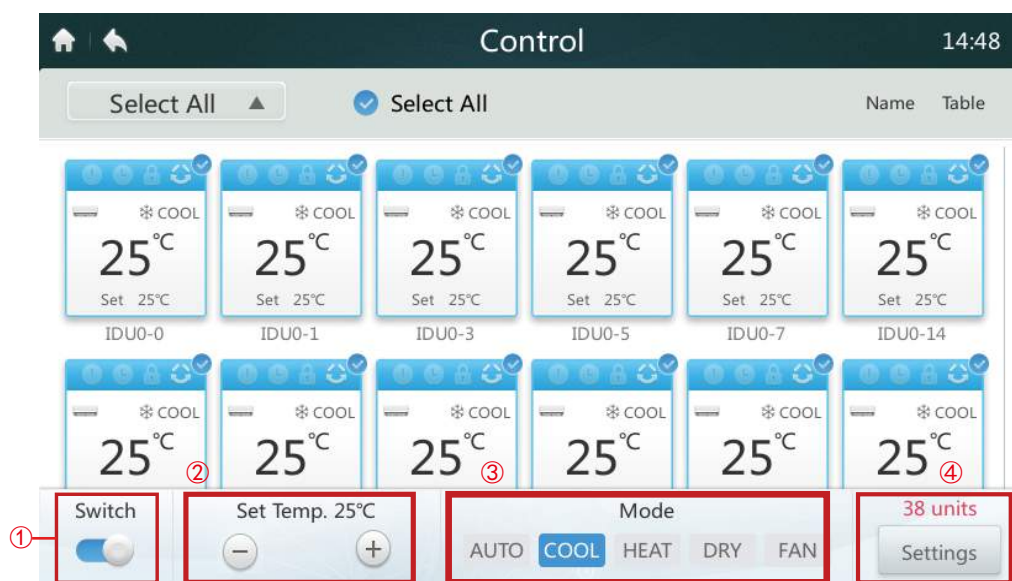 Control 14:48
Select All ▲ Select All Name Table
COOL COOL COOL COOL COOL COOL
25℃ 25℃ 25℃ 25℃ 25℃ 25℃
Set 25℃ Set 25℃ Set 25℃ Set 25℃ Set 25℃ Set 25℃
IDU0-0 IDU0-1 IDU0-3 IDU0-5 IDU0-7 IDU0-14
COOL COOL COOL COOL COOL COOL
25℃ 25℃ 25℃ 25℃ 25℃ 25℃
② ③ ④
Switch Set Temp. 25℃ Mode 38 units
① − + AUTO COOL HEAT DRY FAN Settings